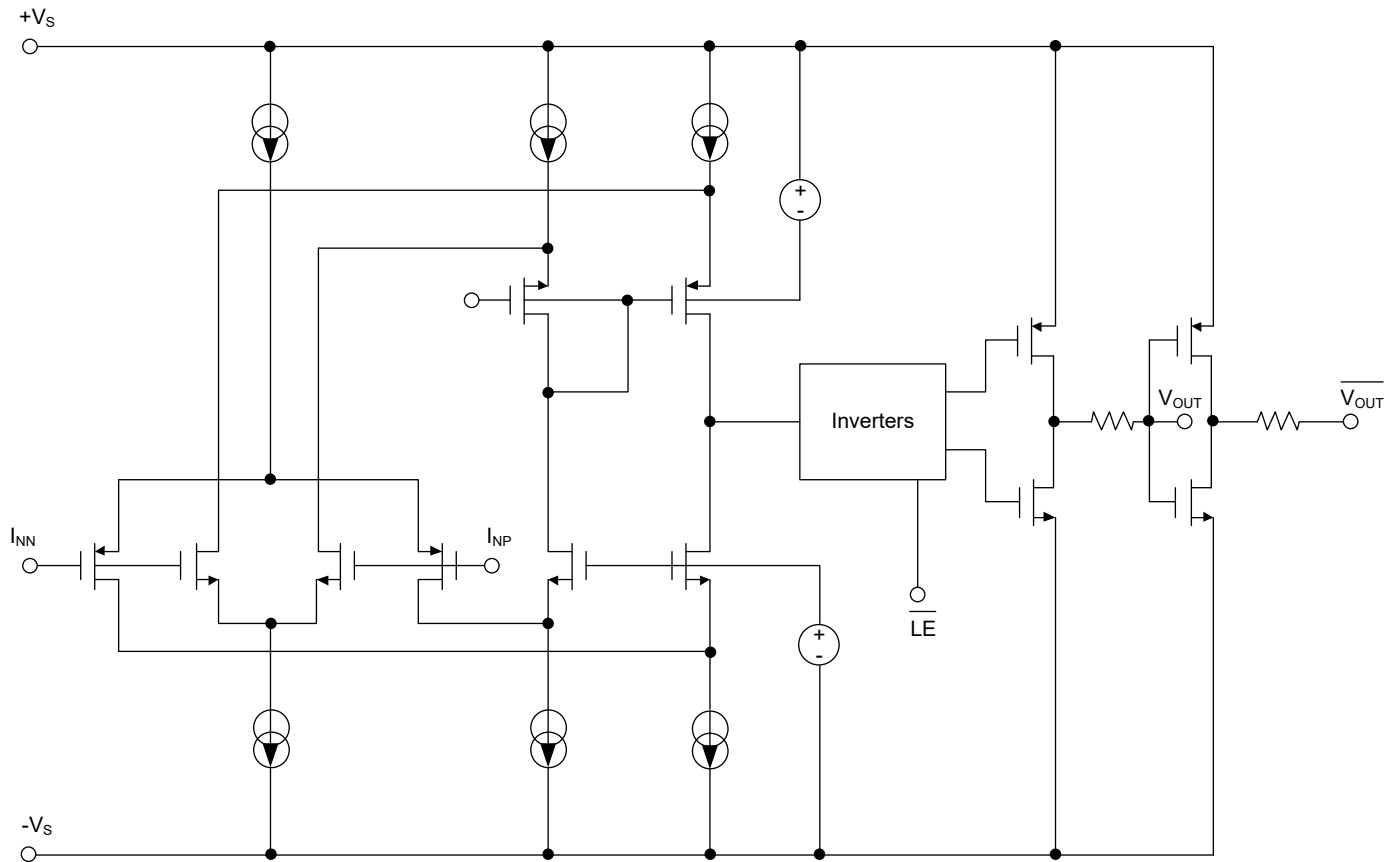 +VS
+
-
Inverters
VOUT
VOUT
INN
INP
LE
+
-
-VS